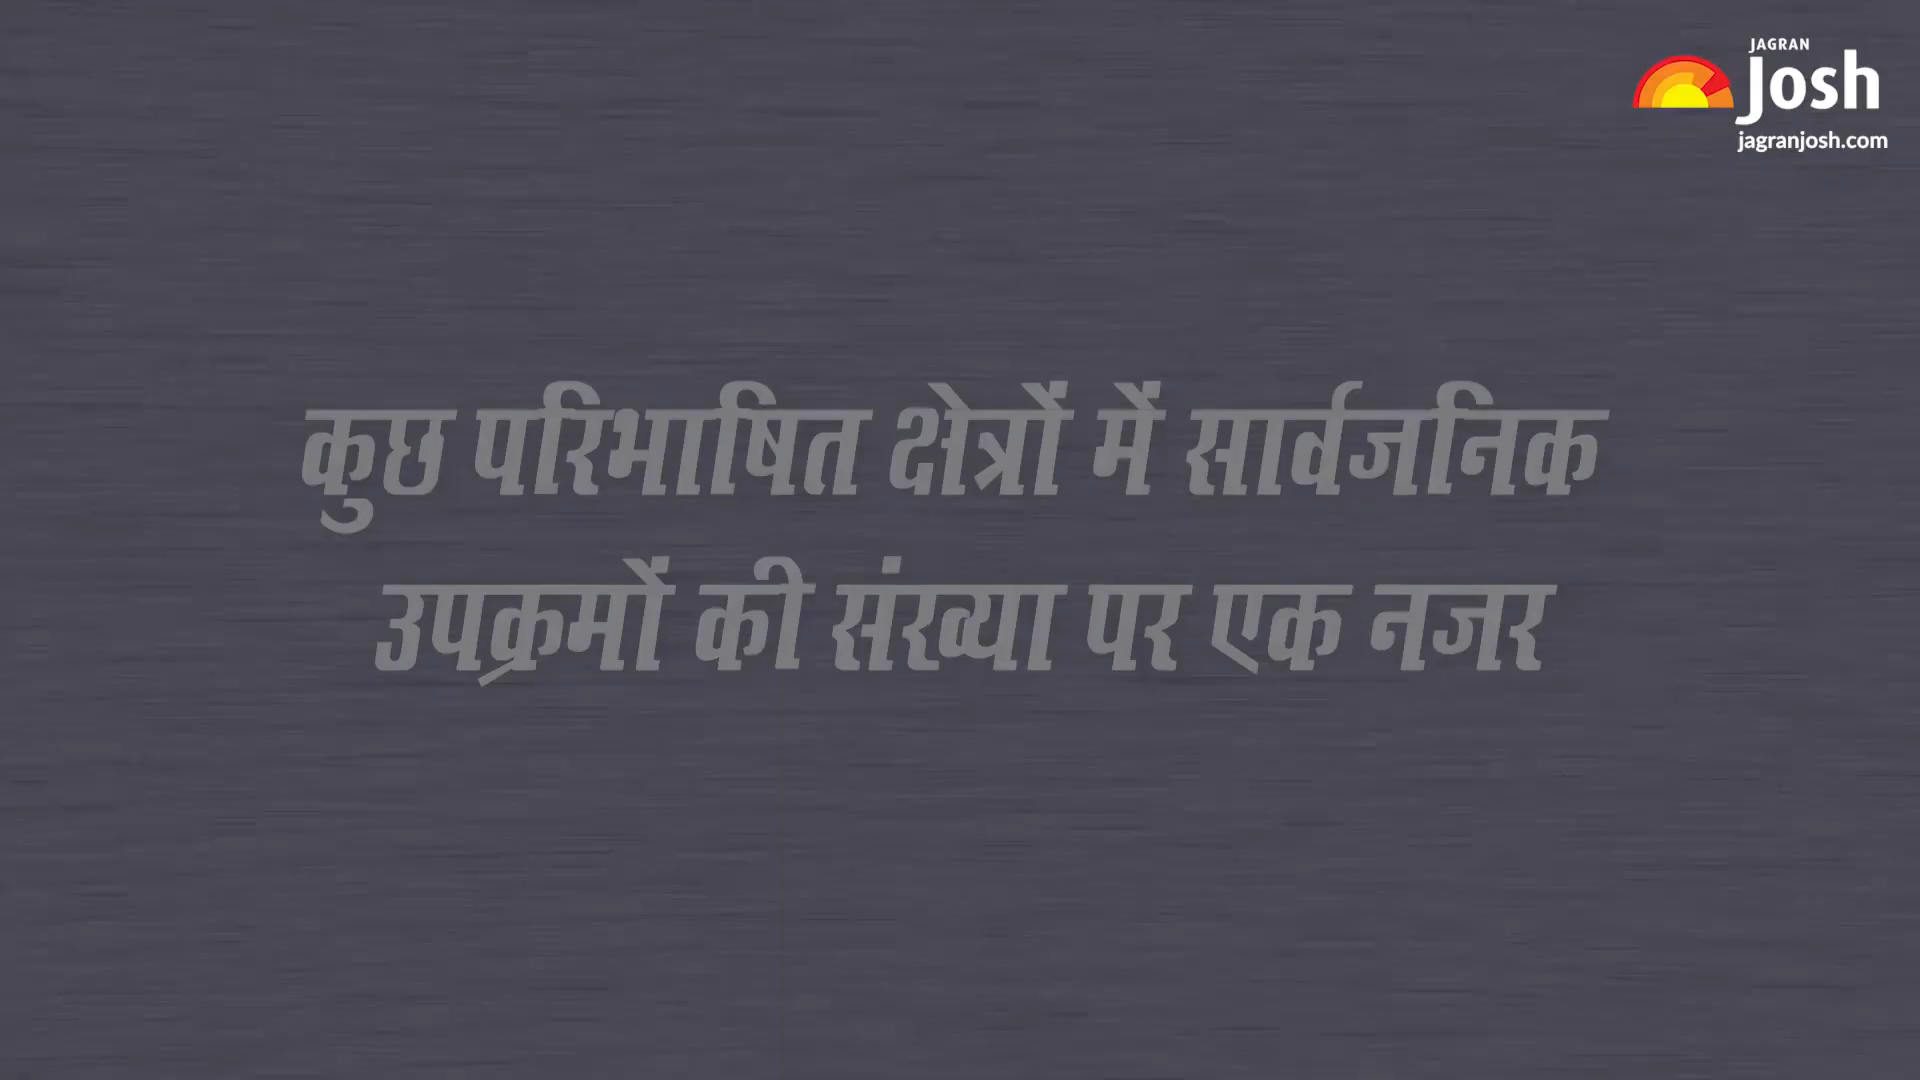 JAGRAN
Josh
jagranjosh.com
कुछ परिभाषित क्षेत्रों में सार्वजनिक
उपक्रमों की संख्या पर एक नजर